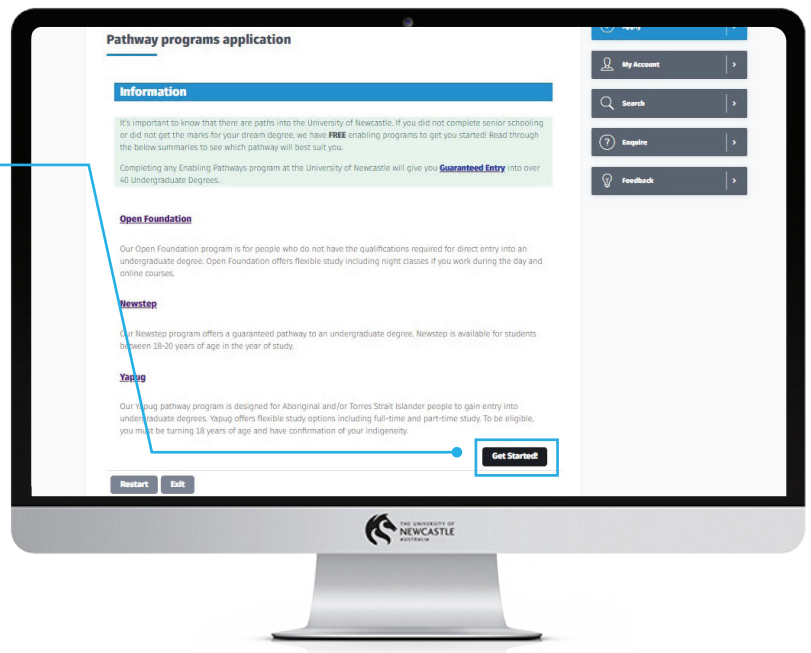 Apply
Pathway programs application
My Account
Information
Search
It's important to know that there are paths into the University of Newcastle. If you did not complete senior schooling
or did not get the marks for your dream degree, we have FREE enabling programs to get you started! Read through
the below summaries to see which pathway will best suit you.
Enquire
Completing any Enabling Pathways program at the University of Newcastle will give you Guaranteed Entry into over
40 Undergraduate Degrees.
Feedback
Open Foundation
Our Open Foundation program is for people who do not have the qualifications required for direct entry into an
undergraduate degree. Open Foundation offers flexible study including night classes if you work during the day and
online courses.
Newstep
Our Newstep program offers a guaranteed pathway to an undergraduate degree. Newstep is available for students
between 18-20 years of age in the year of study.
Yapug
Our Yapug pathway program is designed for Aboriginal and/or Torres Strait Islander people to gain entry into
undergraduate degrees. Yapug offers flexible study options including full-time and part-time study. To be eligible,
you must be turning 18 years of age and have confirmation of your indigeneity.
Get Started!
Restart Exit
THE UNIVERSITY OF
NEWCASTLE
AUSTRALIA